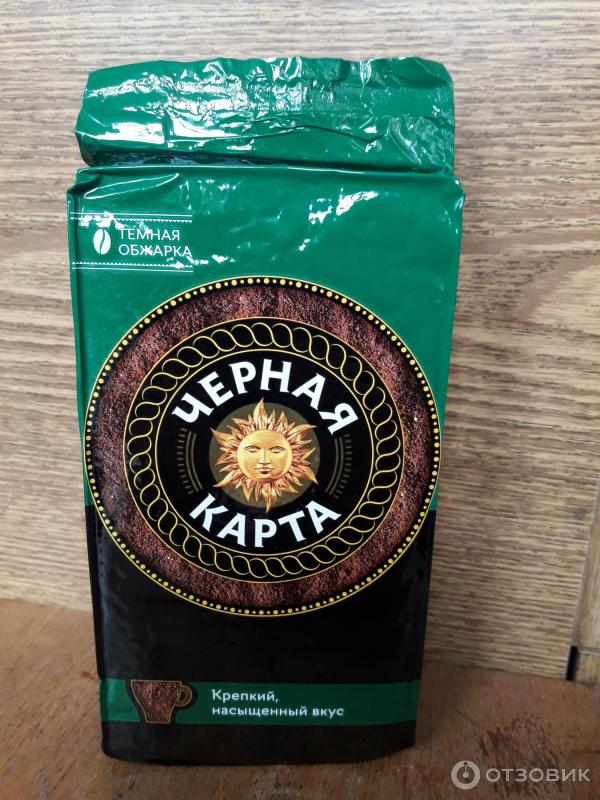 ТЕМНАЯ
ОБЖАРКА
ЧЕРНАЯ
КАРТА
Крепкий,
насыщенный вкус
ОТЗОВИК